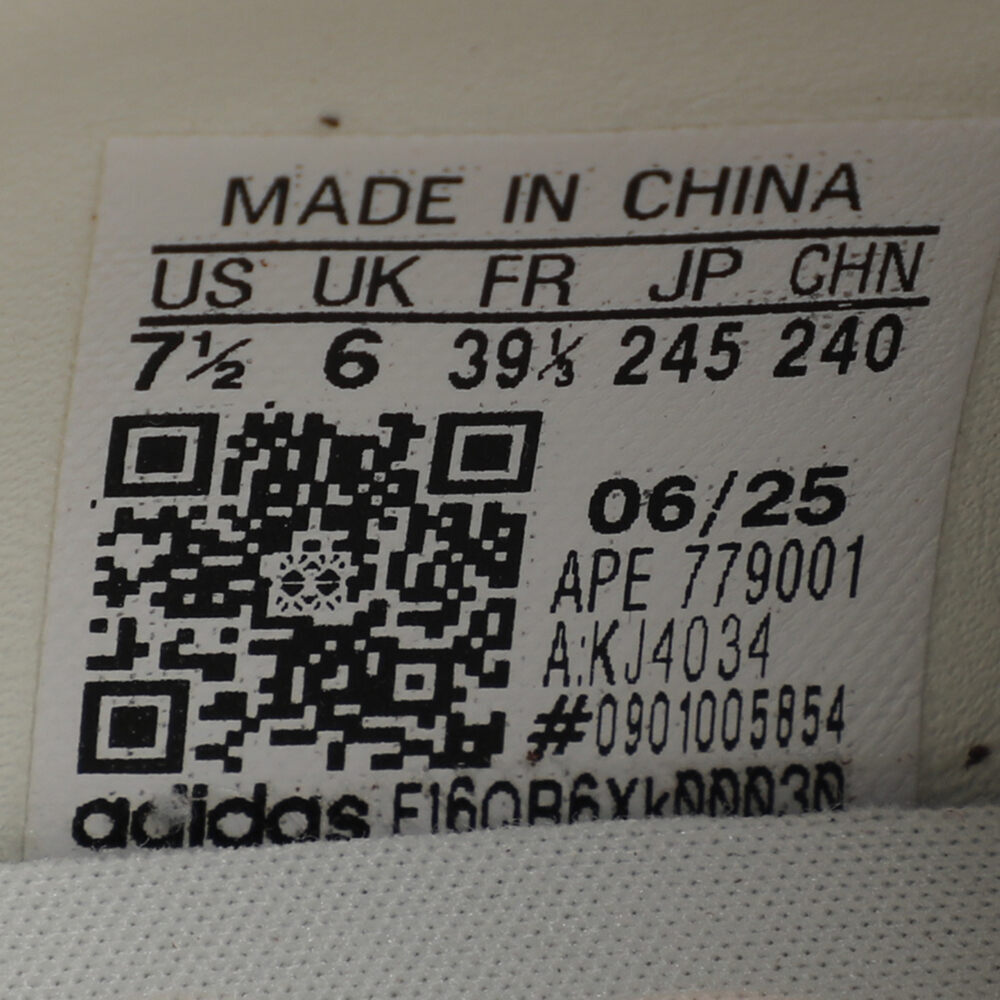 MADE IN CHINA
US UK FR JP CHN
7½ 6 39⅓ 245 240
06/25
APE 779001
A:KJ4034
#0901005854
adidas